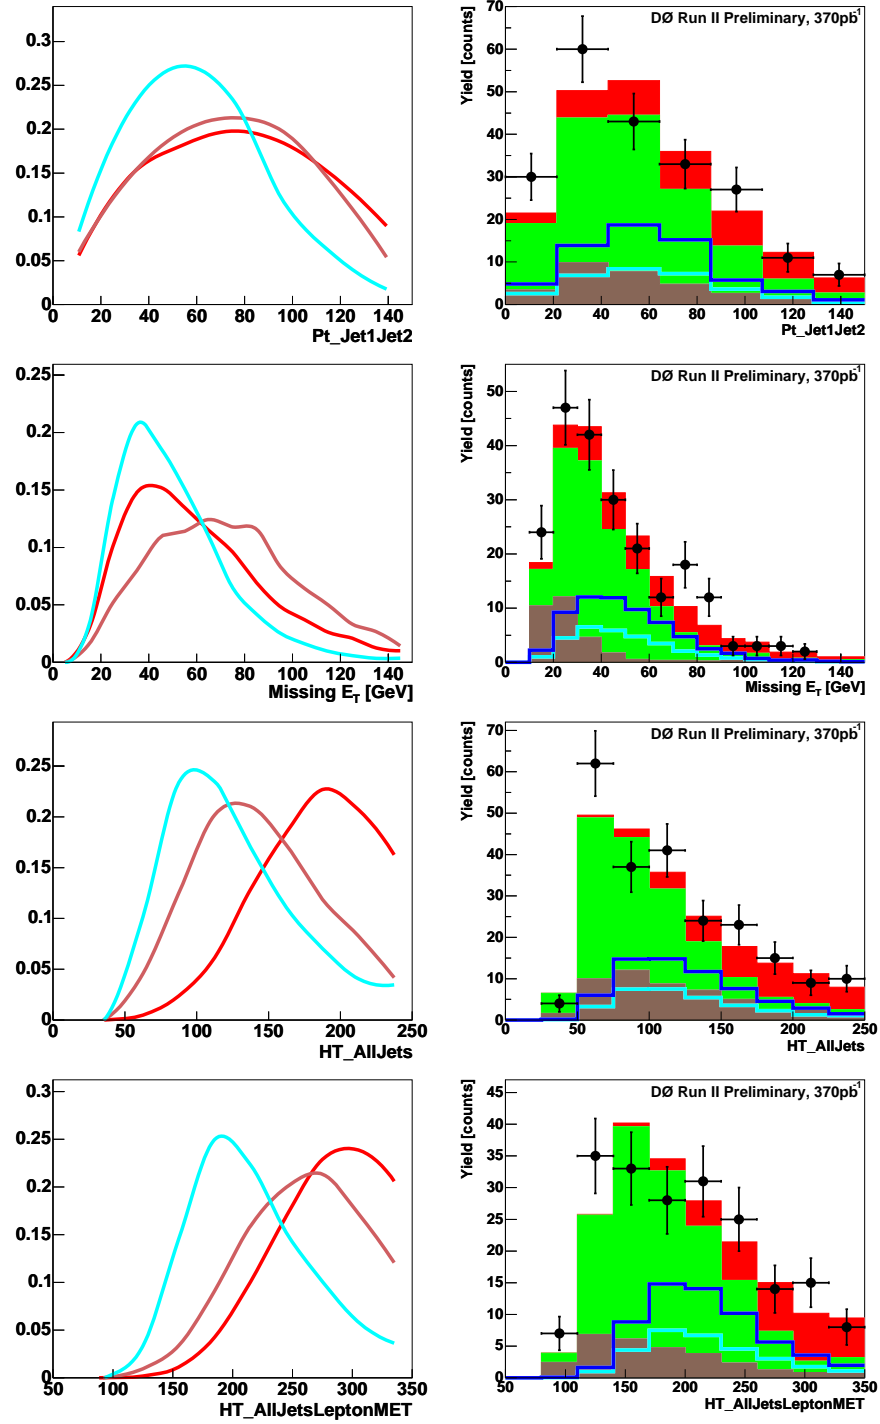 0.3
0.25
0.2
0.15
0.1
0.05
0
0 20 40 60 80 100 120 140
Pt_Jet1Jet2
DØ Run II Preliminary, 370pb-1
Yield [counts]
70
60
50
40
30
20
10
0
0 20 40 60 80 100 120 140
Pt_Jet1Jet2
0.25
0.2
0.15
0.1
0.05
0
0 20 40 60 80 100 120 140
Missing ET [GeV]
DØ Run II Preliminary, 370pb-1
Yield [counts]
50
40
30
20
10
0
0 20 40 60 80 100 120 140
Missing ET [GeV]
0.25
0.2
0.15
0.1
0.05
0
0 50 100 150 200 250
HT_AllJets
DØ Run II Preliminary, 370pb-1
Yield [counts]
70
60
50
40
30
20
10
0
0 50 100 150 200 250
HT_AllJets
0.3
0.25
0.2
0.15
0.1
0.05
0
50 100 150 200 250 300 350
HT_AllJetsLeptonMET
DØ Run II Preliminary, 370pb-1
Yield [counts]
45
40
35
30
25
20
15
10
5
0
50 100 150 200 250 300 350
HT_AllJetsLeptonMET